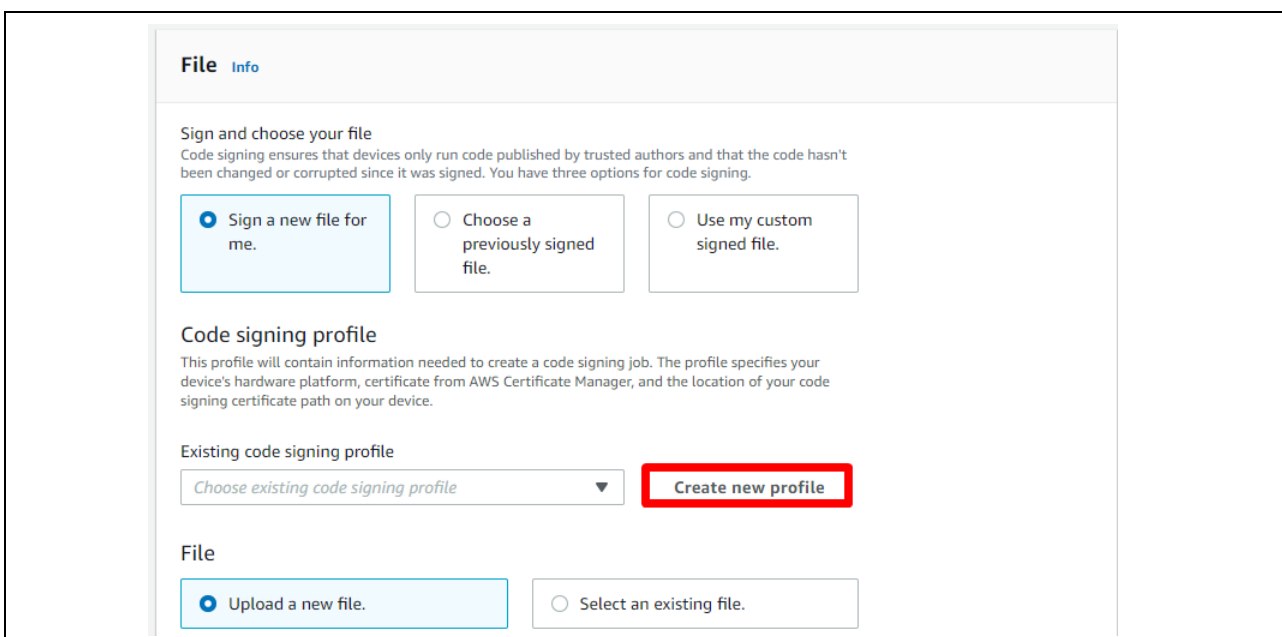 File Info
Sign and choose your file
Code signing ensures that devices only run code published by trusted authors and that the code hasn't
been changed or corrupted since it was signed. You have three options for code signing.
Sign a new file for
me.
Choose a
previously signed
file.
Use my custom
signed file.
Code signing profile
This profile will contain information needed to create a code signing job. The profile specifies your
device's hardware platform, certificate from AWS Certificate Manager, and the location of your code
signing certificate path on your device.
Existing code signing profile
Choose existing code signing profile
Create new profile
File
Upload a new file.
Select an existing file.